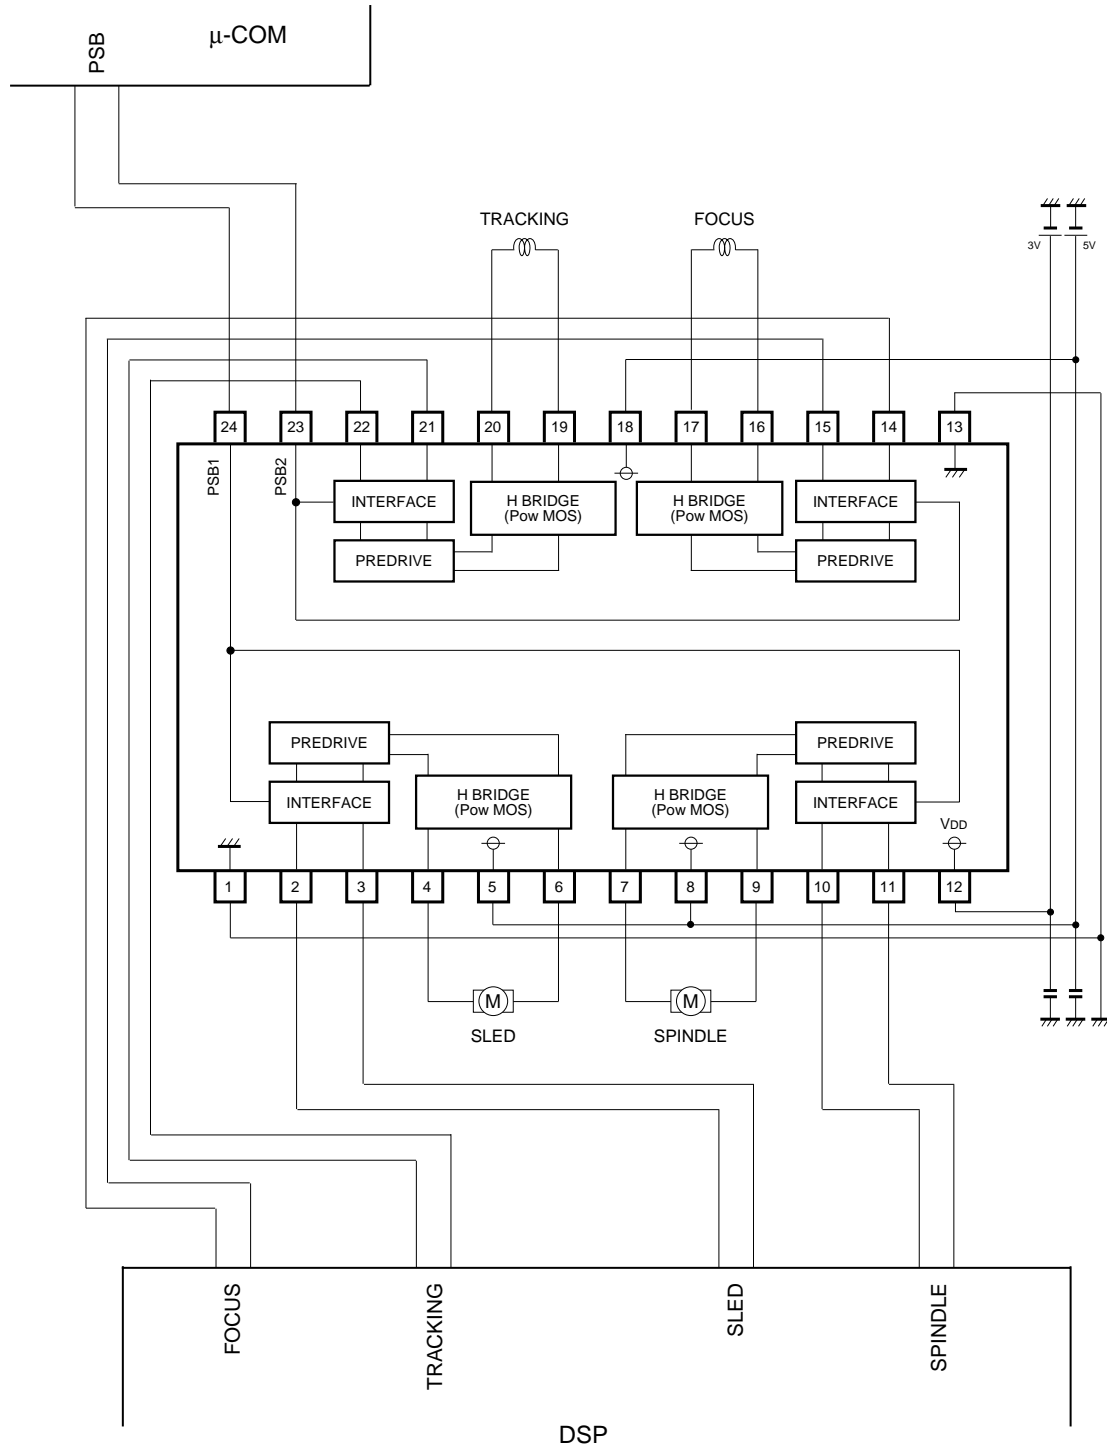 μ-COM
PSB
TRACKING
FOCUS
3V
5V
24
23
22
21
20
19
18
17
16
15
14
13
PSB1
PSB2
INTERFACE
H BRIDGE
(Pow MOS)
H BRIDGE
(Pow MOS)
INTERFACE
PREDRIVE
PREDRIVE
PREDRIVE
PREDRIVE
INTERFACE
H BRIDGE
(Pow MOS)
H BRIDGE
(Pow MOS)
INTERFACE
VDD
1
2
3
4
5
6
7
8
9
10
11
12
M
M
SLED
SPINDLE
FOCUS
TRACKING
SLED
SPINDLE
DSP